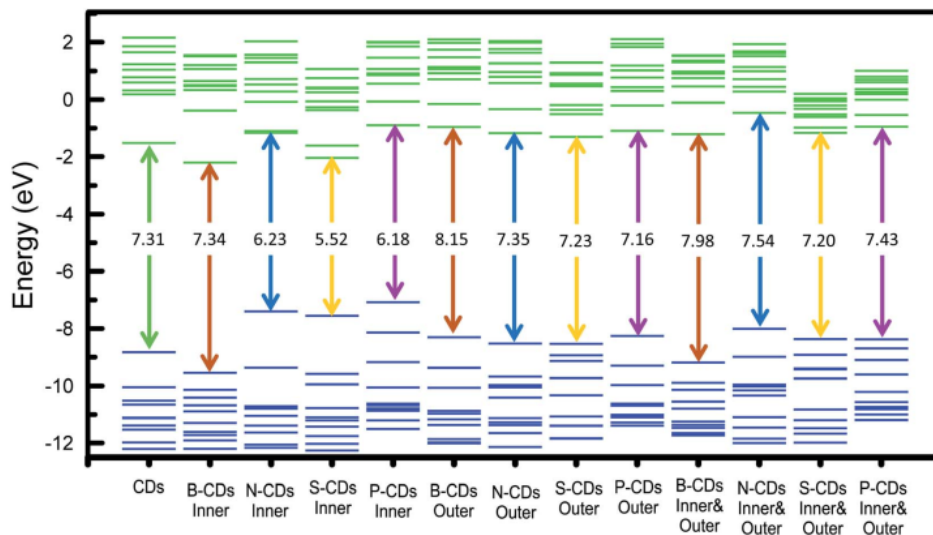 2
0
-2
-4
-6
-8
-10
-12
Energy (eV)
7.31
7.34
6.23
5.52
6.18
8.15
7.35
7.23
7.16
7.98
7.54
7.20
7.43
CDs
B-CDs
Inner
N-CDs
Inner
S-CDs
Inner
P-CDs
Inner
B-CDs
Outer
N-CDs
Outer
S-CDs
Outer
P-CDs
Outer
B-CDs
Inner&
Outer
N-CDs
Inner&
Outer
S-CDs
Inner&
Outer
P-CDs
Inner&
Outer